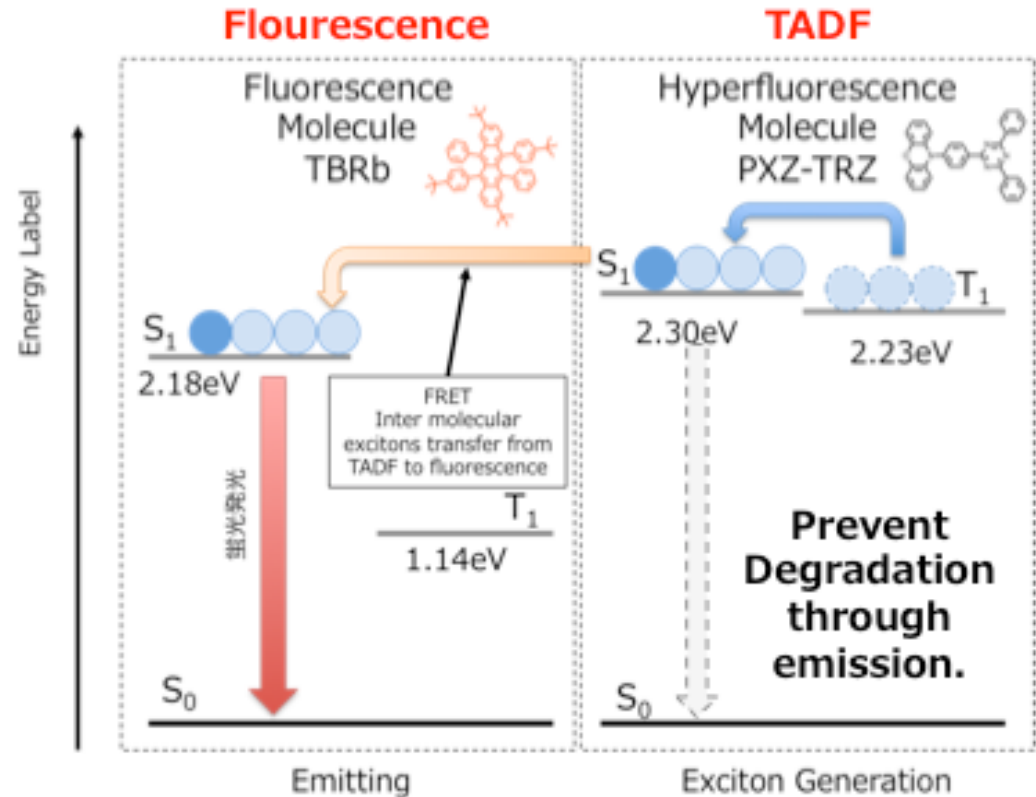 Flourescence
TADF
Fluorescence
Molecule
TBRb
Hyperfluorescence
Molecule
PXZ-TRZ
Energy Label
S1
2.18eV
FRET
Inter molecular
excitons transfer from
TADF to fluorescence
蛍光発光
T1
1.14eV
S0
Emitting
S1
2.30eV
T1
2.23eV
Prevent
Degradation
through
emission.
S0
Exciton Generation